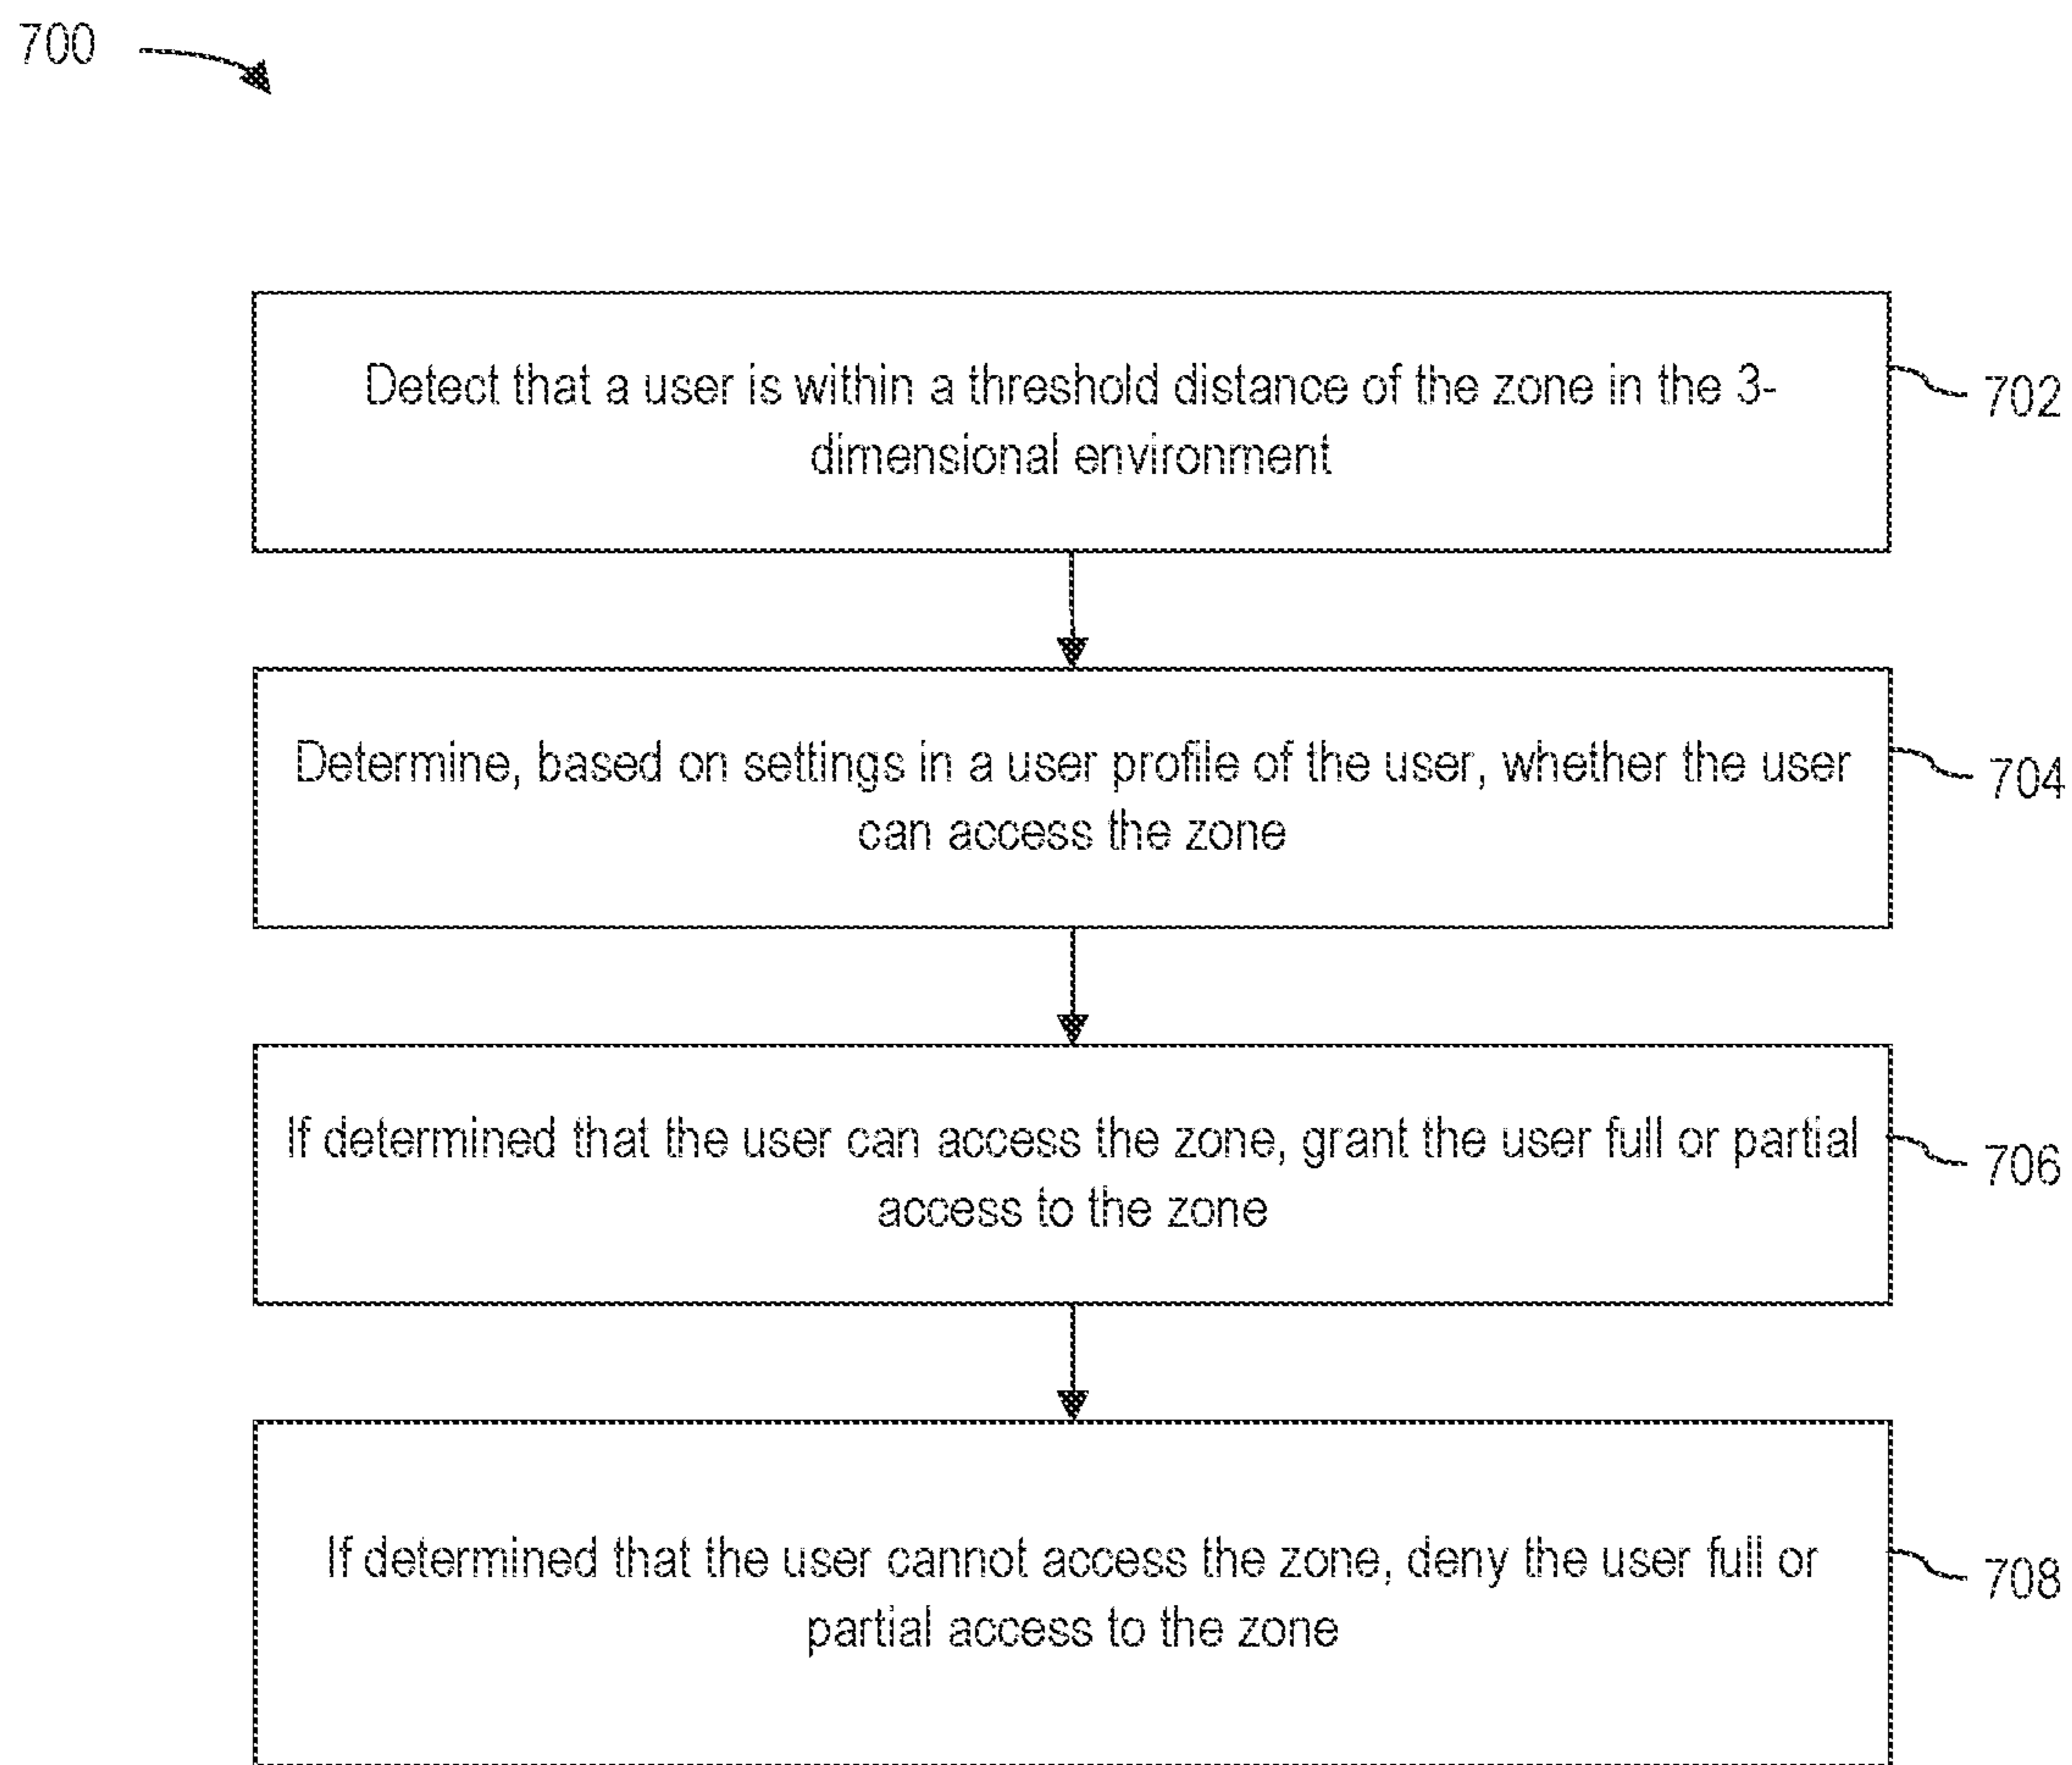 700
Detect that a user is within a threshold distance of the zone in the 3-
dimensional environment
702
Determine, based on settings in a user profile of the user, whether the user
can access the zone
704
If determined that the user can access the zone, grant the user full or partial
access to the zone
706
If determined that the user cannot access the zone, deny the user full or
partial access to the zone
708